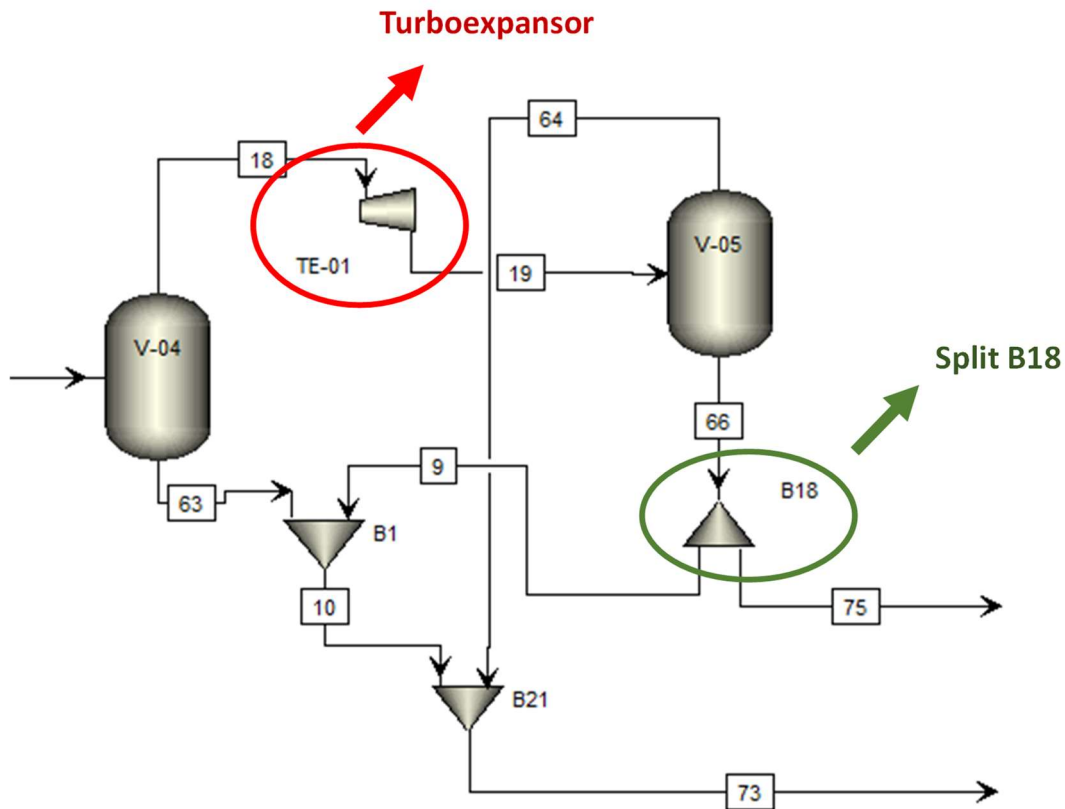 Turboexpansor
64
18
V-05
TE-01
19
V-04
Split B18
66
9
B18
63
B1
10
75
B21
73